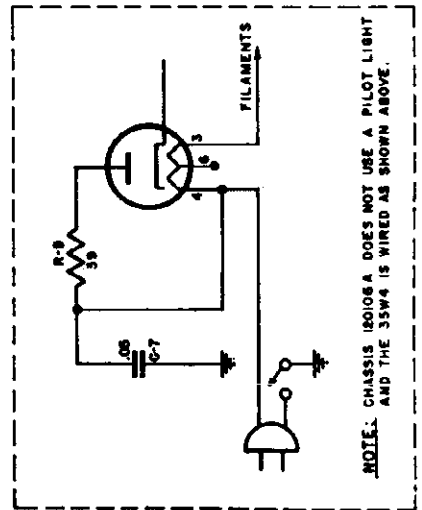 R-9
39
.05
C-7
3
6
4
FILAMENTS
NOTE: CHASSIS 120106A DOES NOT USE A PILOT LIGHT
AND THE 35W4 IS WIRED AS SHOWN ABOVE.